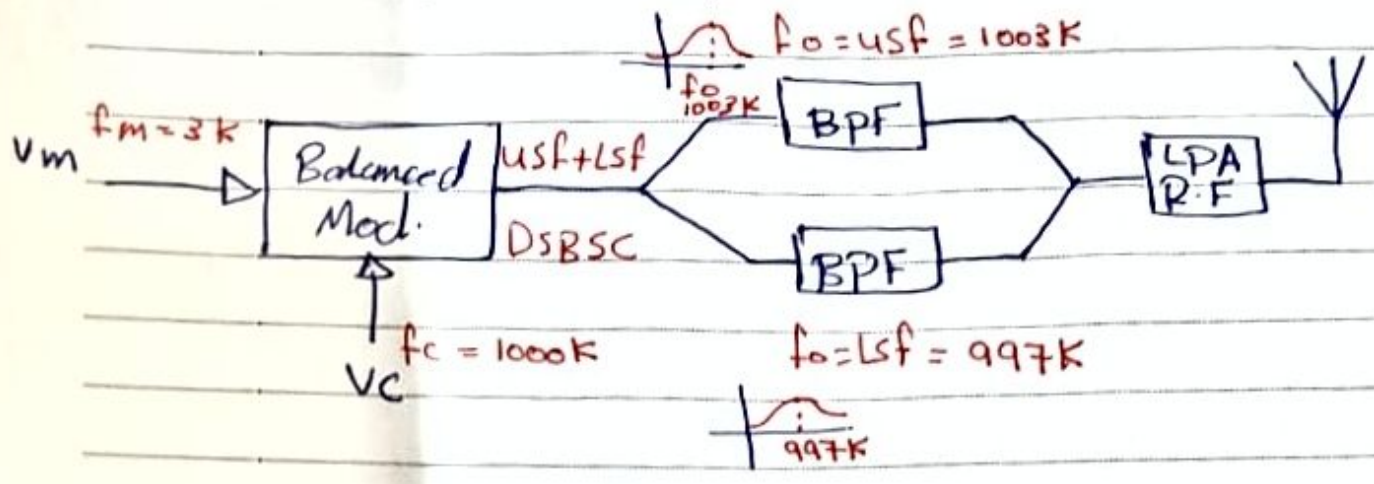 fo = USf = 1003K
fo
1003K
fm = 3K
Vm
Balanced
Mod.
USf+LSf
DSBSC
BPF
BPF
LPA
R.F
fc = 1000K
Vc
fo = LSf = 997K
997K